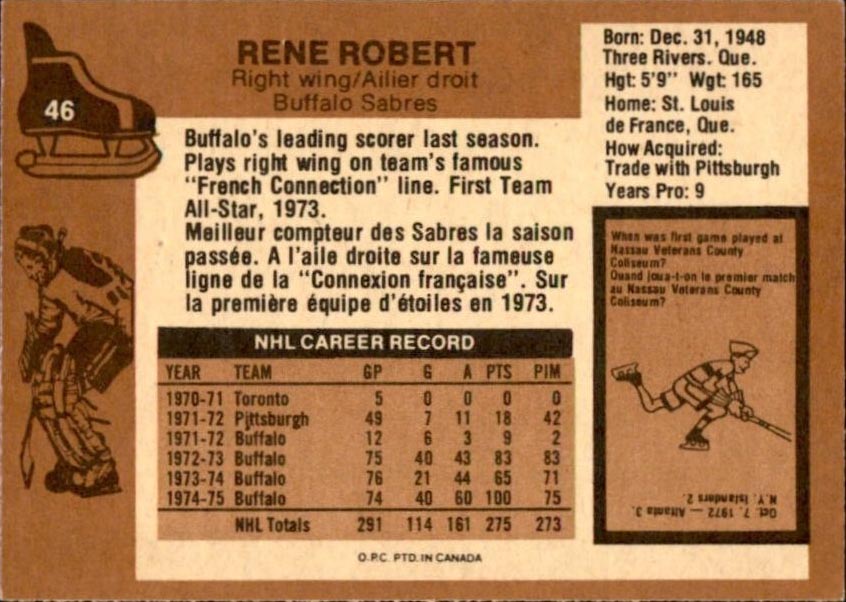 46
RENE ROBERT
Right wing/Ailier droit
Buffalo Sabres
Born: Dec. 31, 1948
Three Rivers. Que.
Hgt: 5'9" Wgt: 165
Home: St. Louis
de France, Que.
How Acquired:
Trade with Pittsburgh
Years Pro: 9
Buffalo's leading scorer last season.
Plays right wing on team's famous
"French Connection" line. First Team
All-Star, 1973.
Meilleur compteur des Sabres la saison
passée. A l'aile droite sur la fameuse
ligne de la "Connexion française". Sur
la première équipe d'étoiles en 1973.
When was first game played at
Nassau Veterans County
Coliseum?
Quand joua-t-on le premier match
au Nassau Veterans County
Coliseum?
Oct. 7, 1972 — Atlanta 3,
N.Y. Islanders 2.
NHL CAREER RECORD
YEAR TEAM GP G A PTS PIM
1970-71 Toronto 5 0 0 0 0
1971-72 Pittsburgh 49 7 11 18 42
1971-72 Buffalo 12 6 3 9 2
1972-73 Buffalo 75 40 43 83 83
1973-74 Buffalo 76 21 44 65 71
1974-75 Buffalo 74 40 60 100 75
NHL Totals 291 114 161 275 273
O.P.C. PTD. IN CANADA